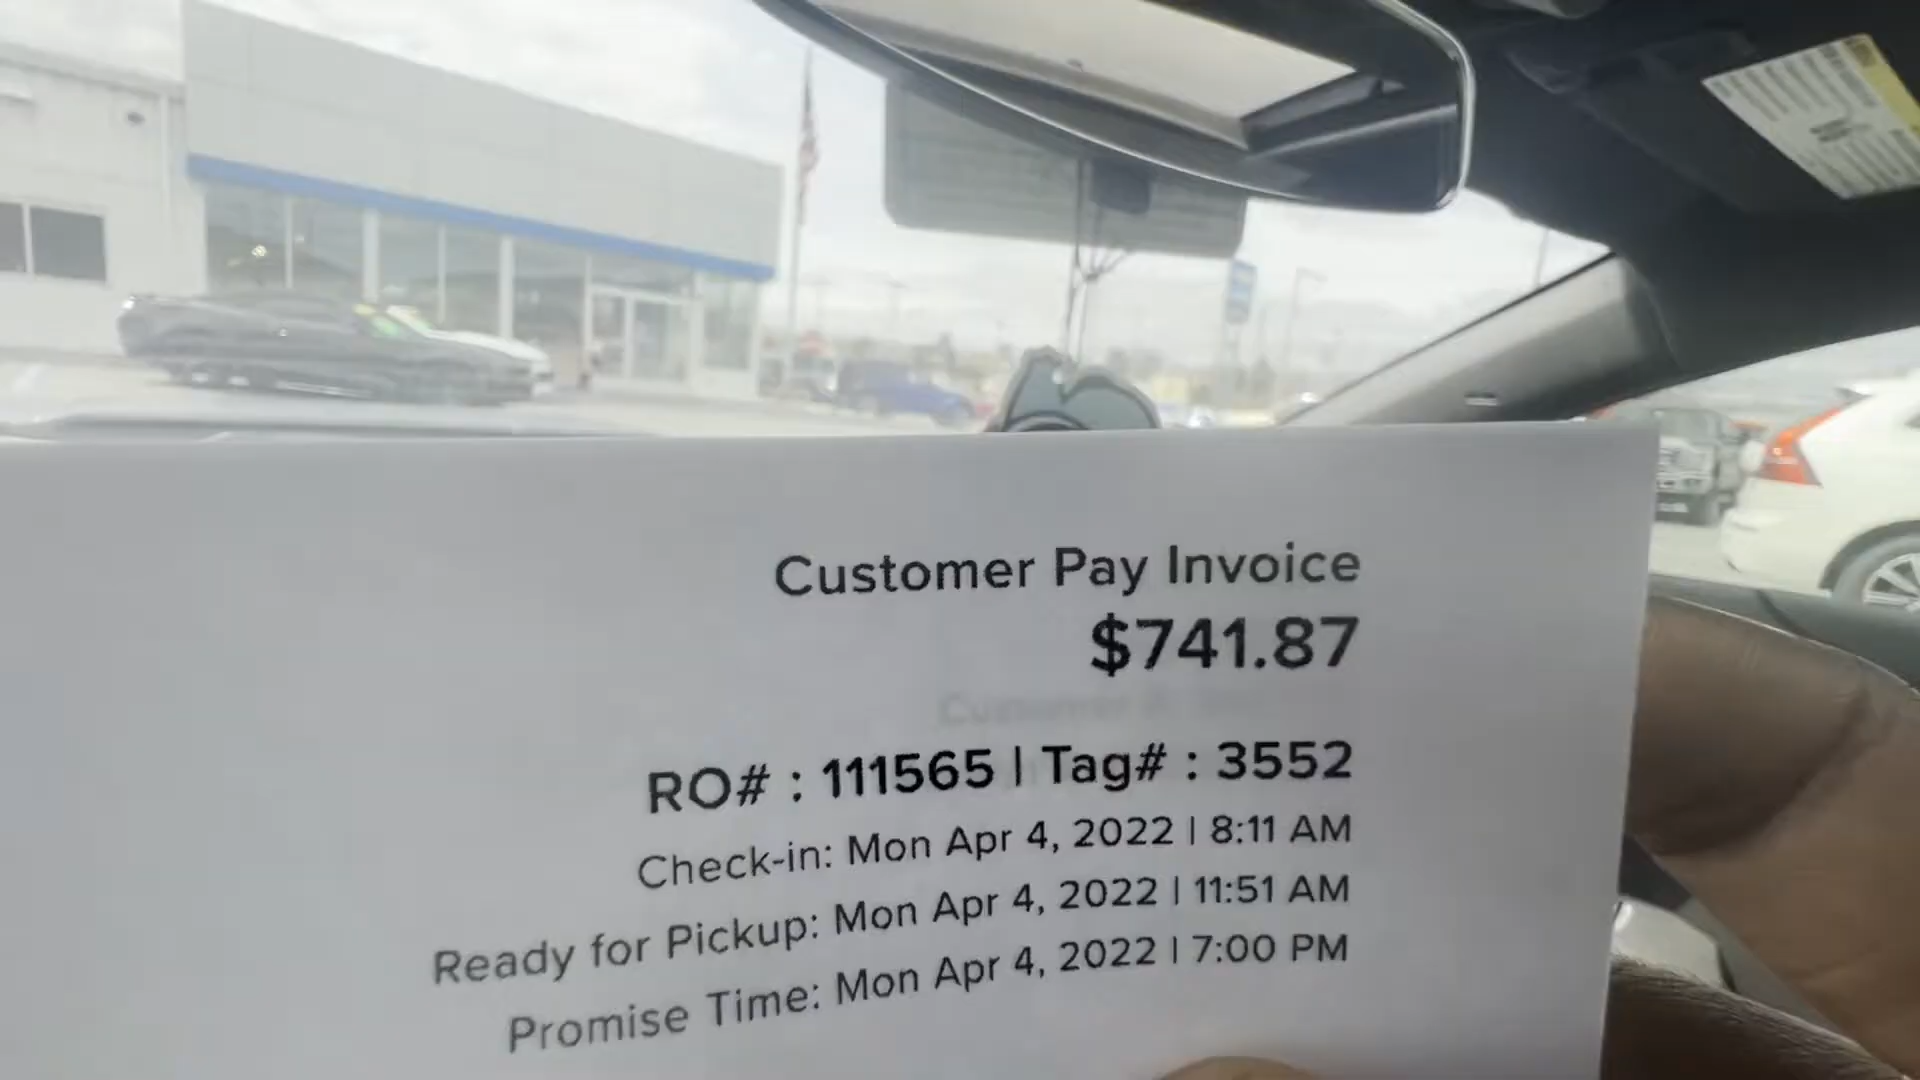 Customer Pay Invoice
$741.87
RO# : 111565 | Tag# : 3552
Check-in: Mon Apr 4, 2022 | 8:11 AM
Ready for Pickup: Mon Apr 4, 2022 | 11:51 AM
Promise Time: Mon Apr 4, 2022 | 7:00 PM